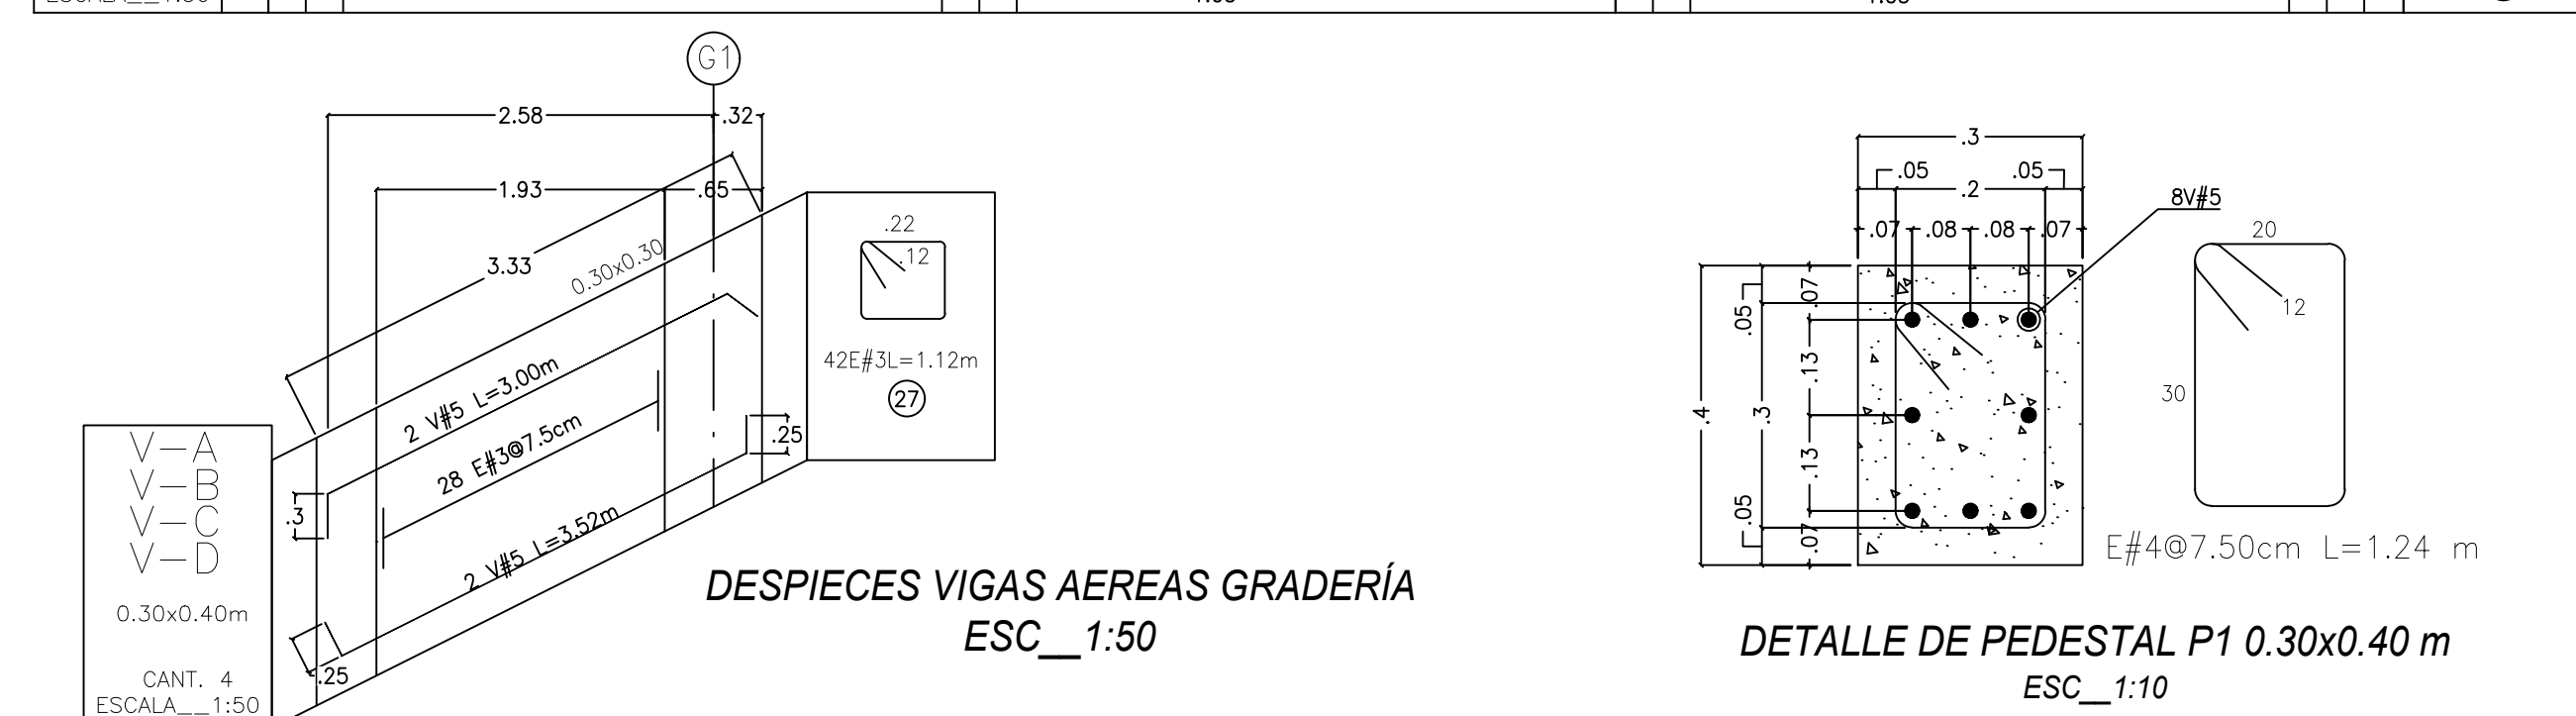 G1
2.58
.32
1.93
.65
3.33
0.30x0.30
2 V#5 L=3.00m
28 E#3@7.5cm
2 V#5 L=3.52m
.3
.25
.25
V-A
V-B
V-C
V-D
0.30x0.40m
CANT. 4
ESCALA__1:50
.22
.12
42E#3L=1.12m
27
DESPIECES VIGAS AEREAS GRADERÍA
ESC__1:50
.3
.05
.2
.05
.07
.08
.08
.07
8V#5
.4
.05
.3
.05
.07
.13
.13
.07
20
12
30
E#4@7.50cm L=1.24 m
DETALLE DE PEDESTAL P1 0.30x0.40 m
ESC__1:10